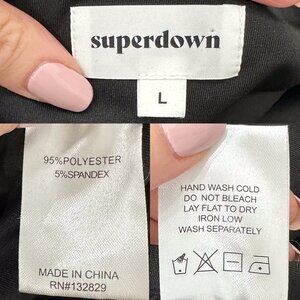 superdown
L
95%POLYESTER
5%SPANDEX
MADE IN CHINA
RN#132829
HAND WASH COLD
DO NOT BLEACH
LAY FLAT TO DRY
IRON LOW
WASH SEPARATELY